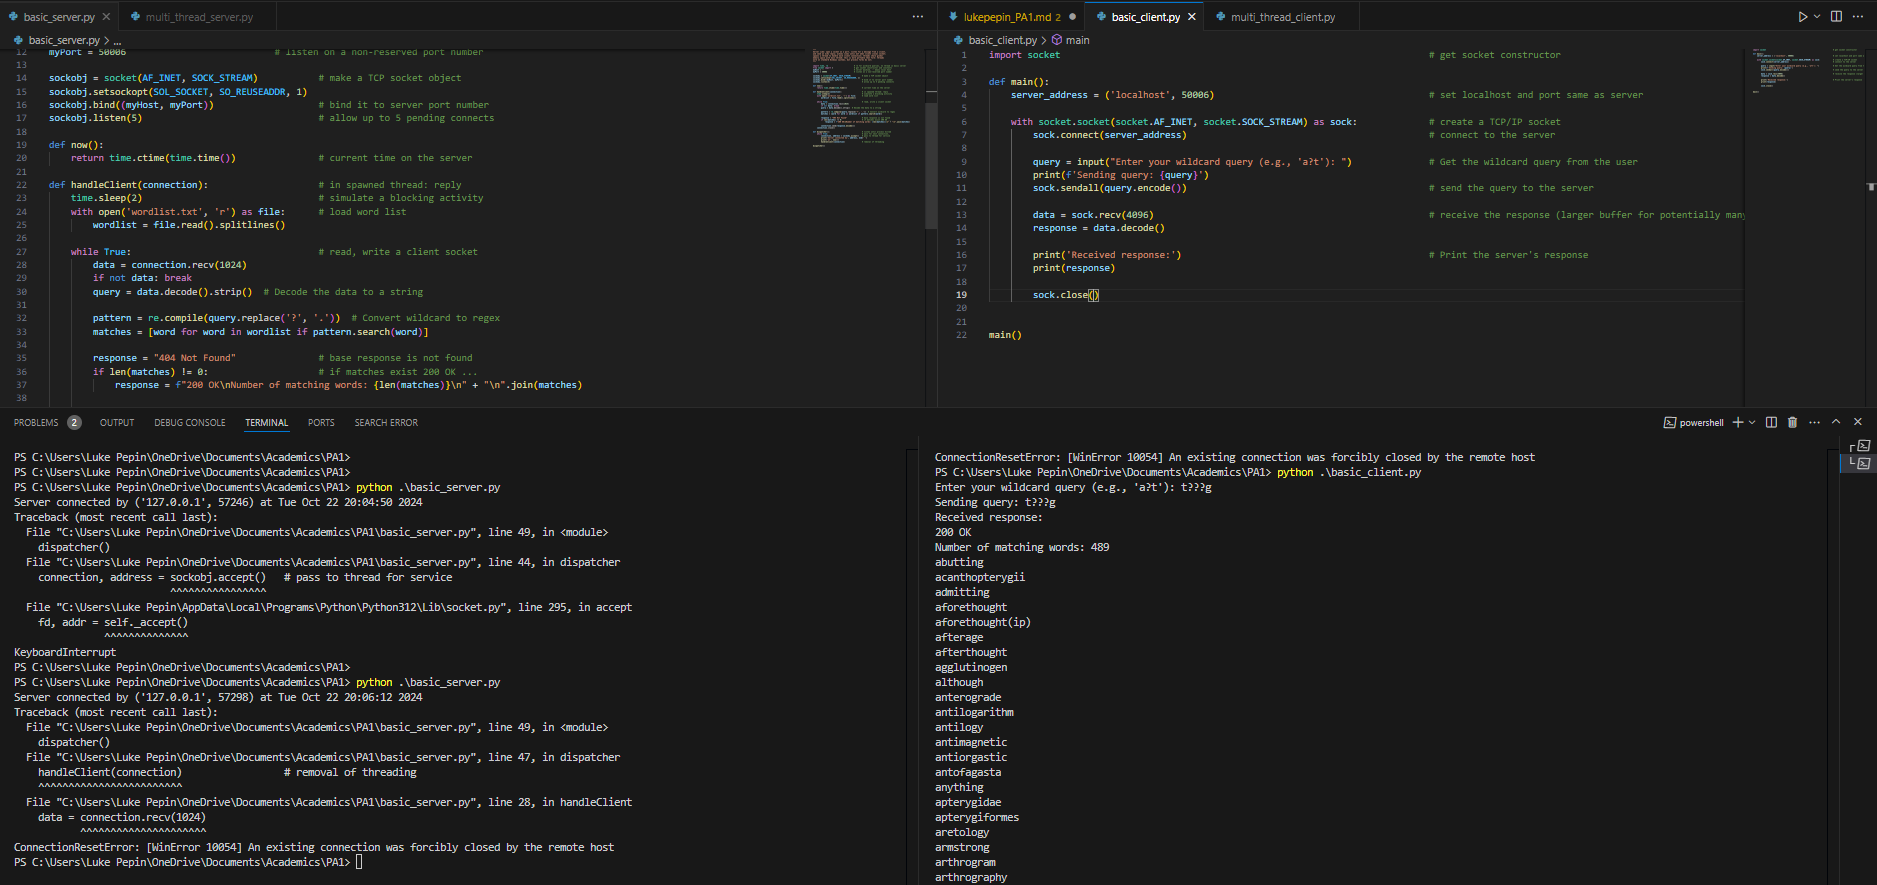 basic_server.py
multi_thread_server.py
basic_server.py > ...
12 myPort = 50006 # listen on a non-reserved port number
13
14 sockobj = socket(AF_INET, SOCK_STREAM) # make a TCP socket object
15 sockobj.setsockopt(SOL_SOCKET, SO_REUSEADDR, 1)
16 sockobj.bind((myHost, myPort)) # bind it to server port number
17 sockobj.listen(5) # allow up to 5 pending connects
18
19 def now():
20 return time.ctime(time.time()) # current time on the server
21
22 def handleClient(connection): # in spawned thread: reply
23 time.sleep(2) # simulate a blocking activity
24 with open('wordlist.txt', 'r') as file: # load word list
25 wordlist = file.read().splitlines()
26
27 while True: # read, write a client socket
28 data = connection.recv(1024)
29 if not data: break
30 query = data.decode().strip() # Decode the data to a string
31
32 pattern = re.compile(query.replace('?', '.')) # Convert wildcard to regex
33 matches = [word for word in wordlist if pattern.search(word)]
34
35 response = "404 Not Found" # base response is not found
36 if len(matches) != 0: # if matches exist 200 OK ...
37 response = f"200 OK\nNumber of matching words: {len(matches)}\n" + "\n".join(matches)
38
lukepepin_PA1.md 2
basic_client.py
multi_thread_client.py
basic_client.py > main
1 import socket # get socket constructor
2
3 def main():
4 server_address = ('localhost', 50006) # set localhost and port same as server
5
6 with socket.socket(socket.AF_INET, socket.SOCK_STREAM) as sock: # create a TCP/IP socket
7 sock.connect(server_address) # connect to the server
8
9 query = input("Enter your wildcard query (e.g., 'a?t'): ") # Get the wildcard query from the user
10 print(f'Sending query: {query}')
11 sock.sendall(query.encode()) # send the query to the server
12
13 data = sock.recv(4096) # receive the response (larger buffer for potentially many
14 response = data.decode()
15
16 print('Received response:') # Print the server's response
17 print(response)
18
19 sock.close()
20
21
22 main()
PROBLEMS 2 OUTPUT DEBUG CONSOLE TERMINAL PORTS SEARCH ERROR
powershell
PS C:\Users\Luke Pepin\OneDrive\Documents\Academics\PA1>
PS C:\Users\Luke Pepin\OneDrive\Documents\Academics\PA1>
PS C:\Users\Luke Pepin\OneDrive\Documents\Academics\PA1> python .\basic_server.py
Server connected by ('127.0.0.1', 57246) at Tue Oct 22 20:04:50 2024
Traceback (most recent call last):
File "C:\Users\Luke Pepin\OneDrive\Documents\Academics\PA1\basic_server.py", line 49, in <module>
dispatcher()
File "C:\Users\Luke Pepin\OneDrive\Documents\Academics\PA1\basic_server.py", line 44, in dispatcher
connection, address = sockobj.accept() # pass to thread for service
^^^^^^^^^^^^^^^^
File "C:\Users\Luke Pepin\AppData\Local\Programs\Python\Python312\Lib\socket.py", line 295, in accept
fd, addr = self._accept()
^^^^^^^^^^^^^^
KeyboardInterrupt
PS C:\Users\Luke Pepin\OneDrive\Documents\Academics\PA1>
PS C:\Users\Luke Pepin\OneDrive\Documents\Academics\PA1> python .\basic_server.py
Server connected by ('127.0.0.1', 57298) at Tue Oct 22 20:06:12 2024
Traceback (most recent call last):
File "C:\Users\Luke Pepin\OneDrive\Documents\Academics\PA1\basic_server.py", line 49, in <module>
dispatcher()
File "C:\Users\Luke Pepin\OneDrive\Documents\Academics\PA1\basic_server.py", line 47, in dispatcher
handleClient(connection) # removal of threading
^^^^^^^^^^^^^^^^^^^^^^^^
File "C:\Users\Luke Pepin\OneDrive\Documents\Academics\PA1\basic_server.py", line 28, in handleClient
data = connection.recv(1024)
^^^^^^^^^^^^^^^^^^^^^
ConnectionResetError: [WinError 10054] An existing connection was forcibly closed by the remote host
PS C:\Users\Luke Pepin\OneDrive\Documents\Academics\PA1>
ConnectionResetError: [WinError 10054] An existing connection was forcibly closed by the remote host
PS C:\Users\Luke Pepin\OneDrive\Documents\Academics\PA1> python .\basic_client.py
Enter your wildcard query (e.g., 'a?t'): t???g
Sending query: t???g
Received response:
200 OK
Number of matching words: 489
abutting
acanthopterygii
admitting
aforethought
aforethought(ip)
afterage
afterthought
agglutinogen
although
anterograde
antilogarithm
antilogy
antimagnetic
antiorgastic
antofagasta
anything
apterygidae
apterygiformes
aretology
armstrong
arthrogram
arthrography